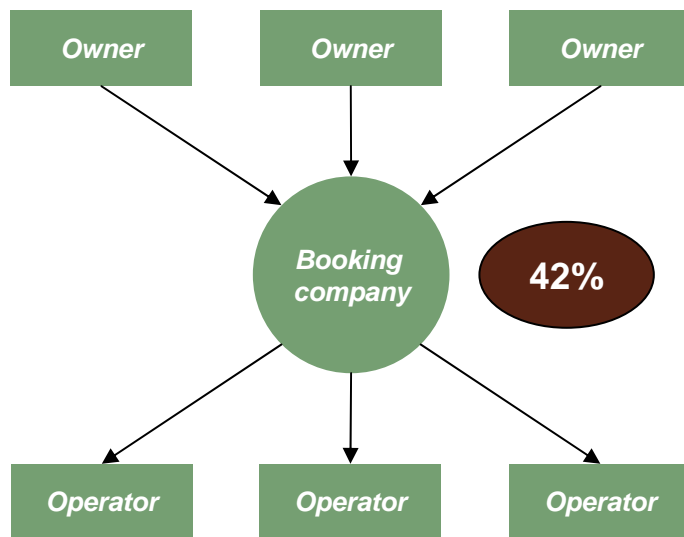 Owner
Owner
Owner
Booking
company
42%
Operator
Operator
Operator